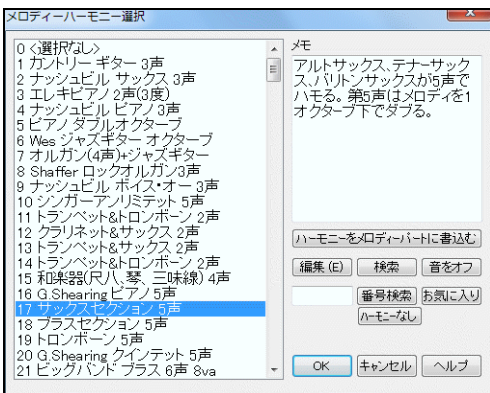 メロディーハーモニー選択
0 〈選択なし〉
1 カントリー ギター 3声
2 ナッシュビル サックス 3声
3 エレキピアノ 2声(3度)
4 ナッシュビル ピアノ 3声
5 ピアノ ダブルオクターブ
6 Wes ジャズギター オクターブ
7 オルガン(4声)+ジャズギター
8 Shaffer ロックオルガン3声
9 ナッシュビル ボイス・オー 3声
10 シンガーアンリミテッド 5声
11 トランペット&トロンボーン 2声
12 クラリネット&サックス 2声
13 トランペット&サックス 2声
14 トランペット&トロンボーン 2声
15 和楽器(尺八、琴、三味線) 4声
16 G.Shearing ピアノ 5声
17 サックスセクション 5声
18 ブラスセクション 5声
19 トロンボーン 5声
20 G.Shearing クインテット 5声
21 ビッグバンド ブラス 6声 8va
メモ
アルトサックス、テナーサック
ス、バリトンサックスが5声で
ハモる。第5声はメロディを1
オクターブ下でダブる。
ハーモニーをメロディーパートに書込む
編集 (E)
検索
音をオフ
番号検索
お気に入り
ハーモニーなし
OK
キャンセル
ヘルプ